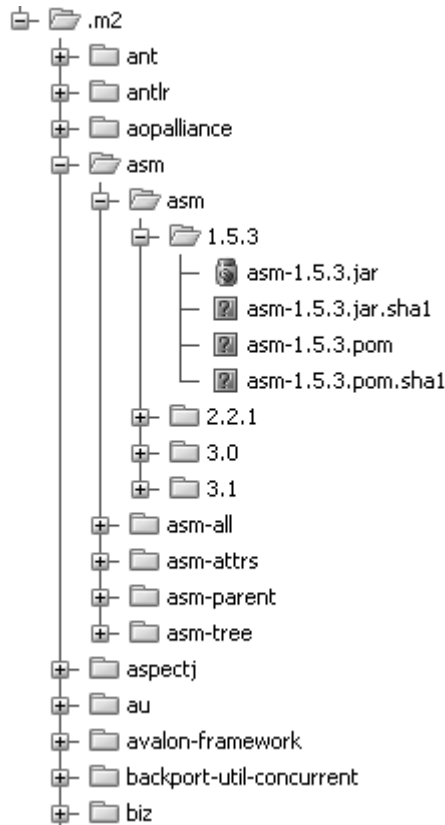 .m2
ant
antlr
aopalliance
asm
asm
1.5.3
asm-1.5.3.jar
asm-1.5.3.jar.sha1
asm-1.5.3.pom
asm-1.5.3.pom.sha1
2.2.1
3.0
3.1
asm-all
asm-attrs
asm-parent
asm-tree
aspectj
au
avalon-framework
backport-util-concurrent
biz